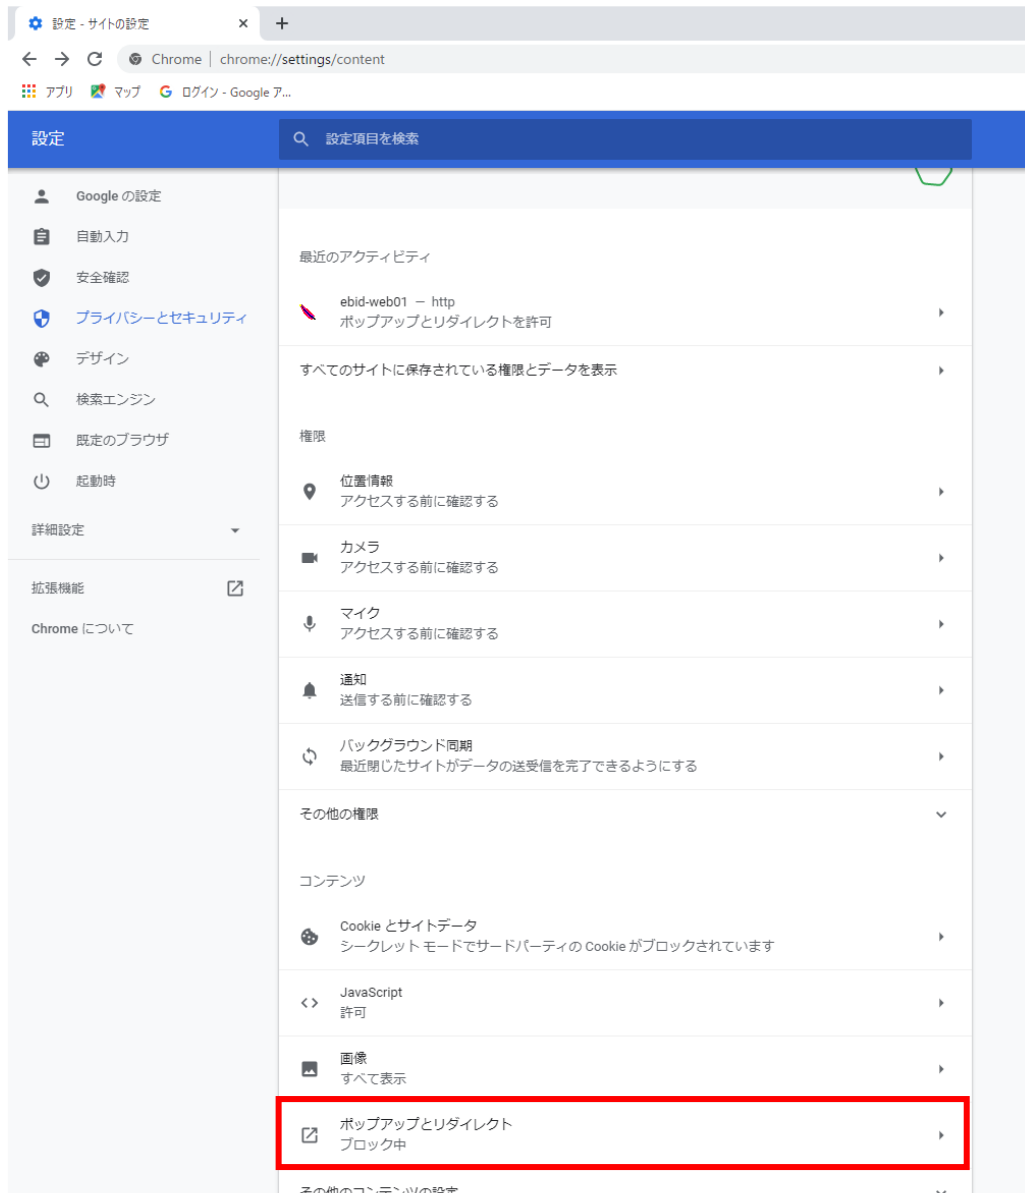 設定 - サイトの設定
Chrome | chrome://settings/content
アプリ マップ ログイン - Google ア...
設定
設定項目を検索
Google の設定
自動入力
安全確認
プライバシーとセキュリティ
デザイン
検索エンジン
既定のブラウザ
起動時
詳細設定
拡張機能
Chrome について
最近のアクティビティ
ebid-web01 — http
ポップアップとリダイレクトを許可
すべてのサイトに保存されている権限とデータを表示
権限
位置情報
アクセスする前に確認する
カメラ
アクセスする前に確認する
マイク
アクセスする前に確認する
通知
送信する前に確認する
バックグラウンド同期
最近閉じたサイトがデータの送受信を完了できるようにする
その他の権限
コンテンツ
Cookie とサイトデータ
シークレット モードでサードパーティの Cookie がブロックされています
JavaScript
許可
画像
すべて表示
ポップアップとリダイレクト
ブロック中
その他のコンテンツの設定